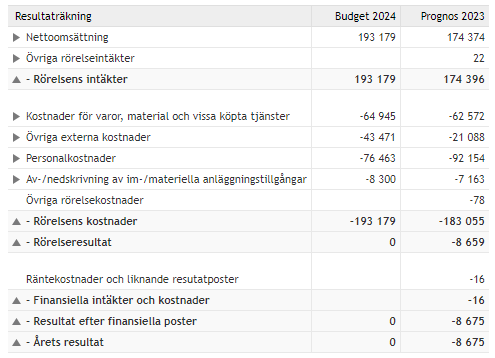 Resultaträkning Budget 2024 Prognos 2023
Nettoomsättning 193 179 174 374
Övriga rörelseintäkter 22
- Rörelsens intäkter 193 179 174 396
Kostnader för varor, material och vissa köpta tjänster -64 945 -62 572
Övriga externa kostnader -43 471 -21 088
Personalkostnader -76 463 -92 154
Av-/nedskrivning av im-/materiella anläggningstillgångar -8 300 -7 163
Övriga rörelsekostnader -78
- Rörelsens kostnader -193 179 -183 055
- Rörelseresultat 0 -8 659
Räntekostnader och liknande resutatposter -16
- Finansiella intäkter och kostnader -16
- Resultat efter finansiella poster 0 -8 675
- Årets resultat 0 -8 675